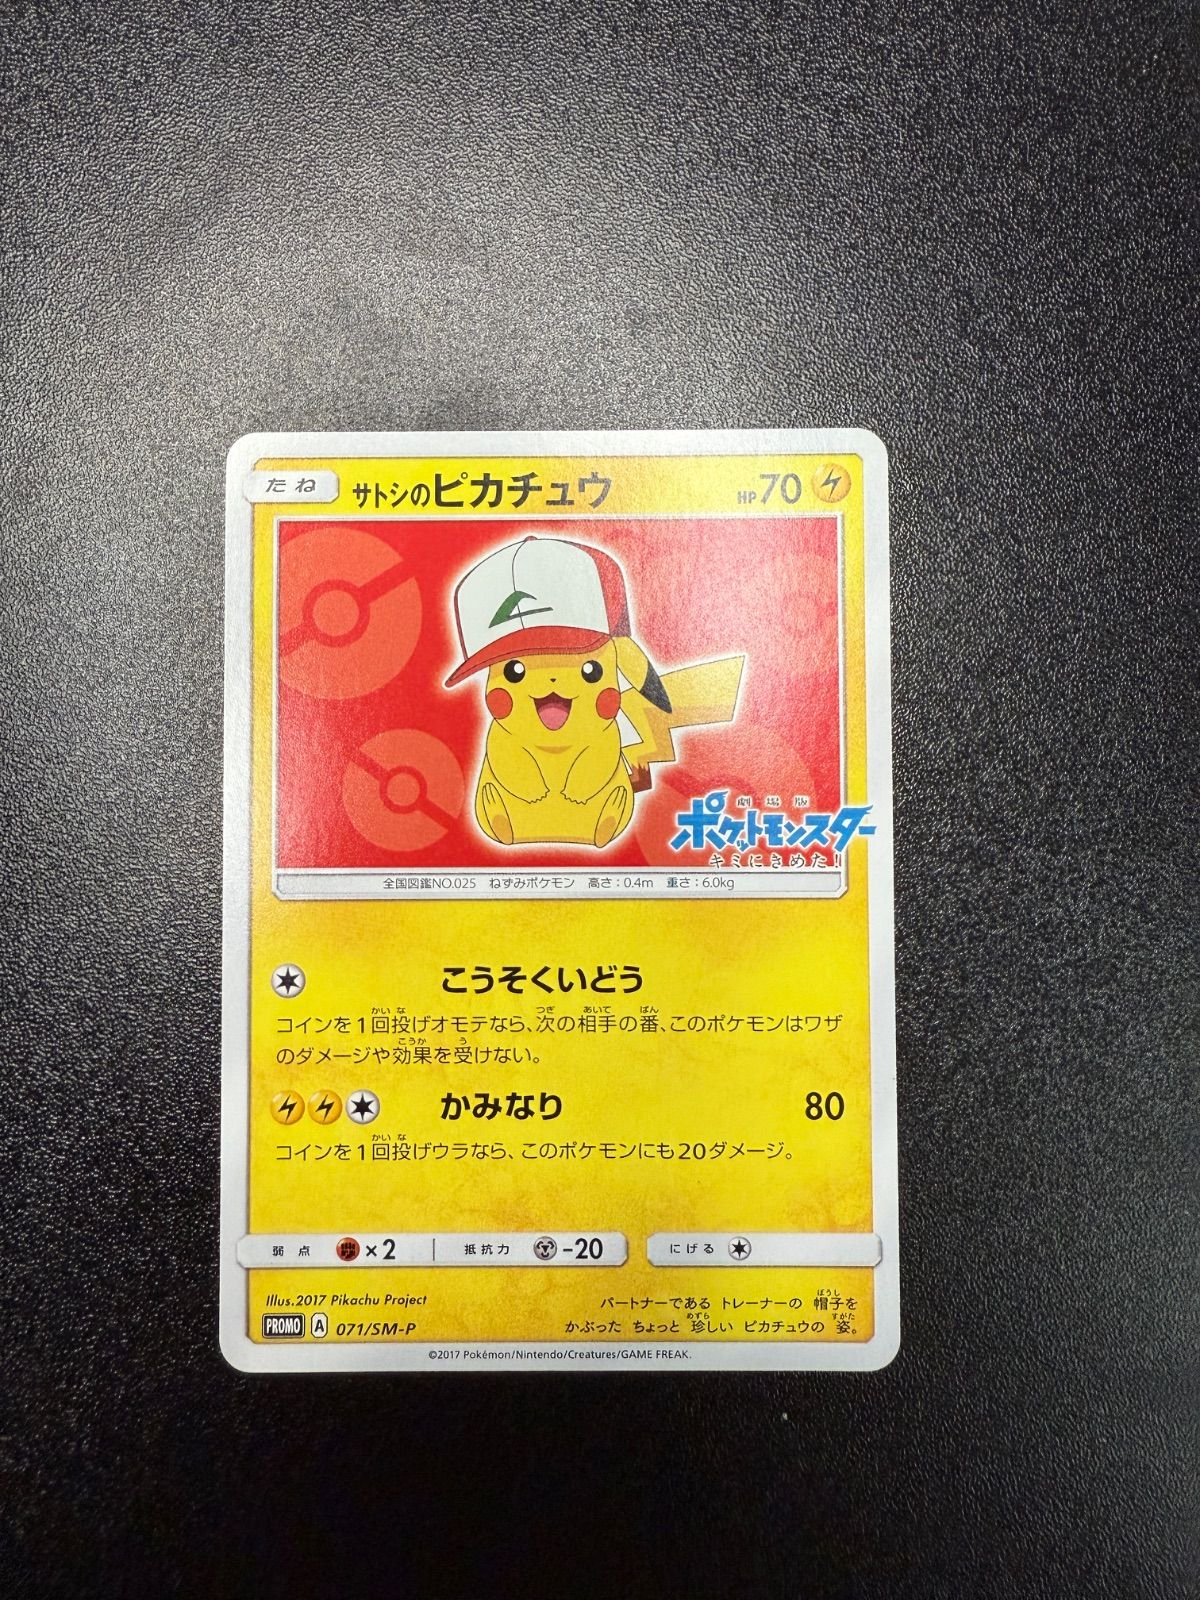 たね サトシのピカチュウ HP70
劇場版
ポケットモンスター
キミにきめた!
全国図鑑NO.025 ねずみポケモン 高さ:0.4m 重さ:6.0kg
こうそくいどう
コインを1回投げオモテなら、次の相手の番、このポケモンはワザ
のダメージや効果を受けない。
かみなり 80
コインを1回投げウラなら、このポケモンにも20ダメージ。
弱点 ×2 抵抗力 -20 にげる
Illus.2017 Pikachu Project
PROMO A 071/SM-P
パートナーである トレーナーの 帽子を
かぶった ちょっと 珍しい ピカチュウの 姿。
©2017 Pokémon/Nintendo/Creatures/GAME FREAK.